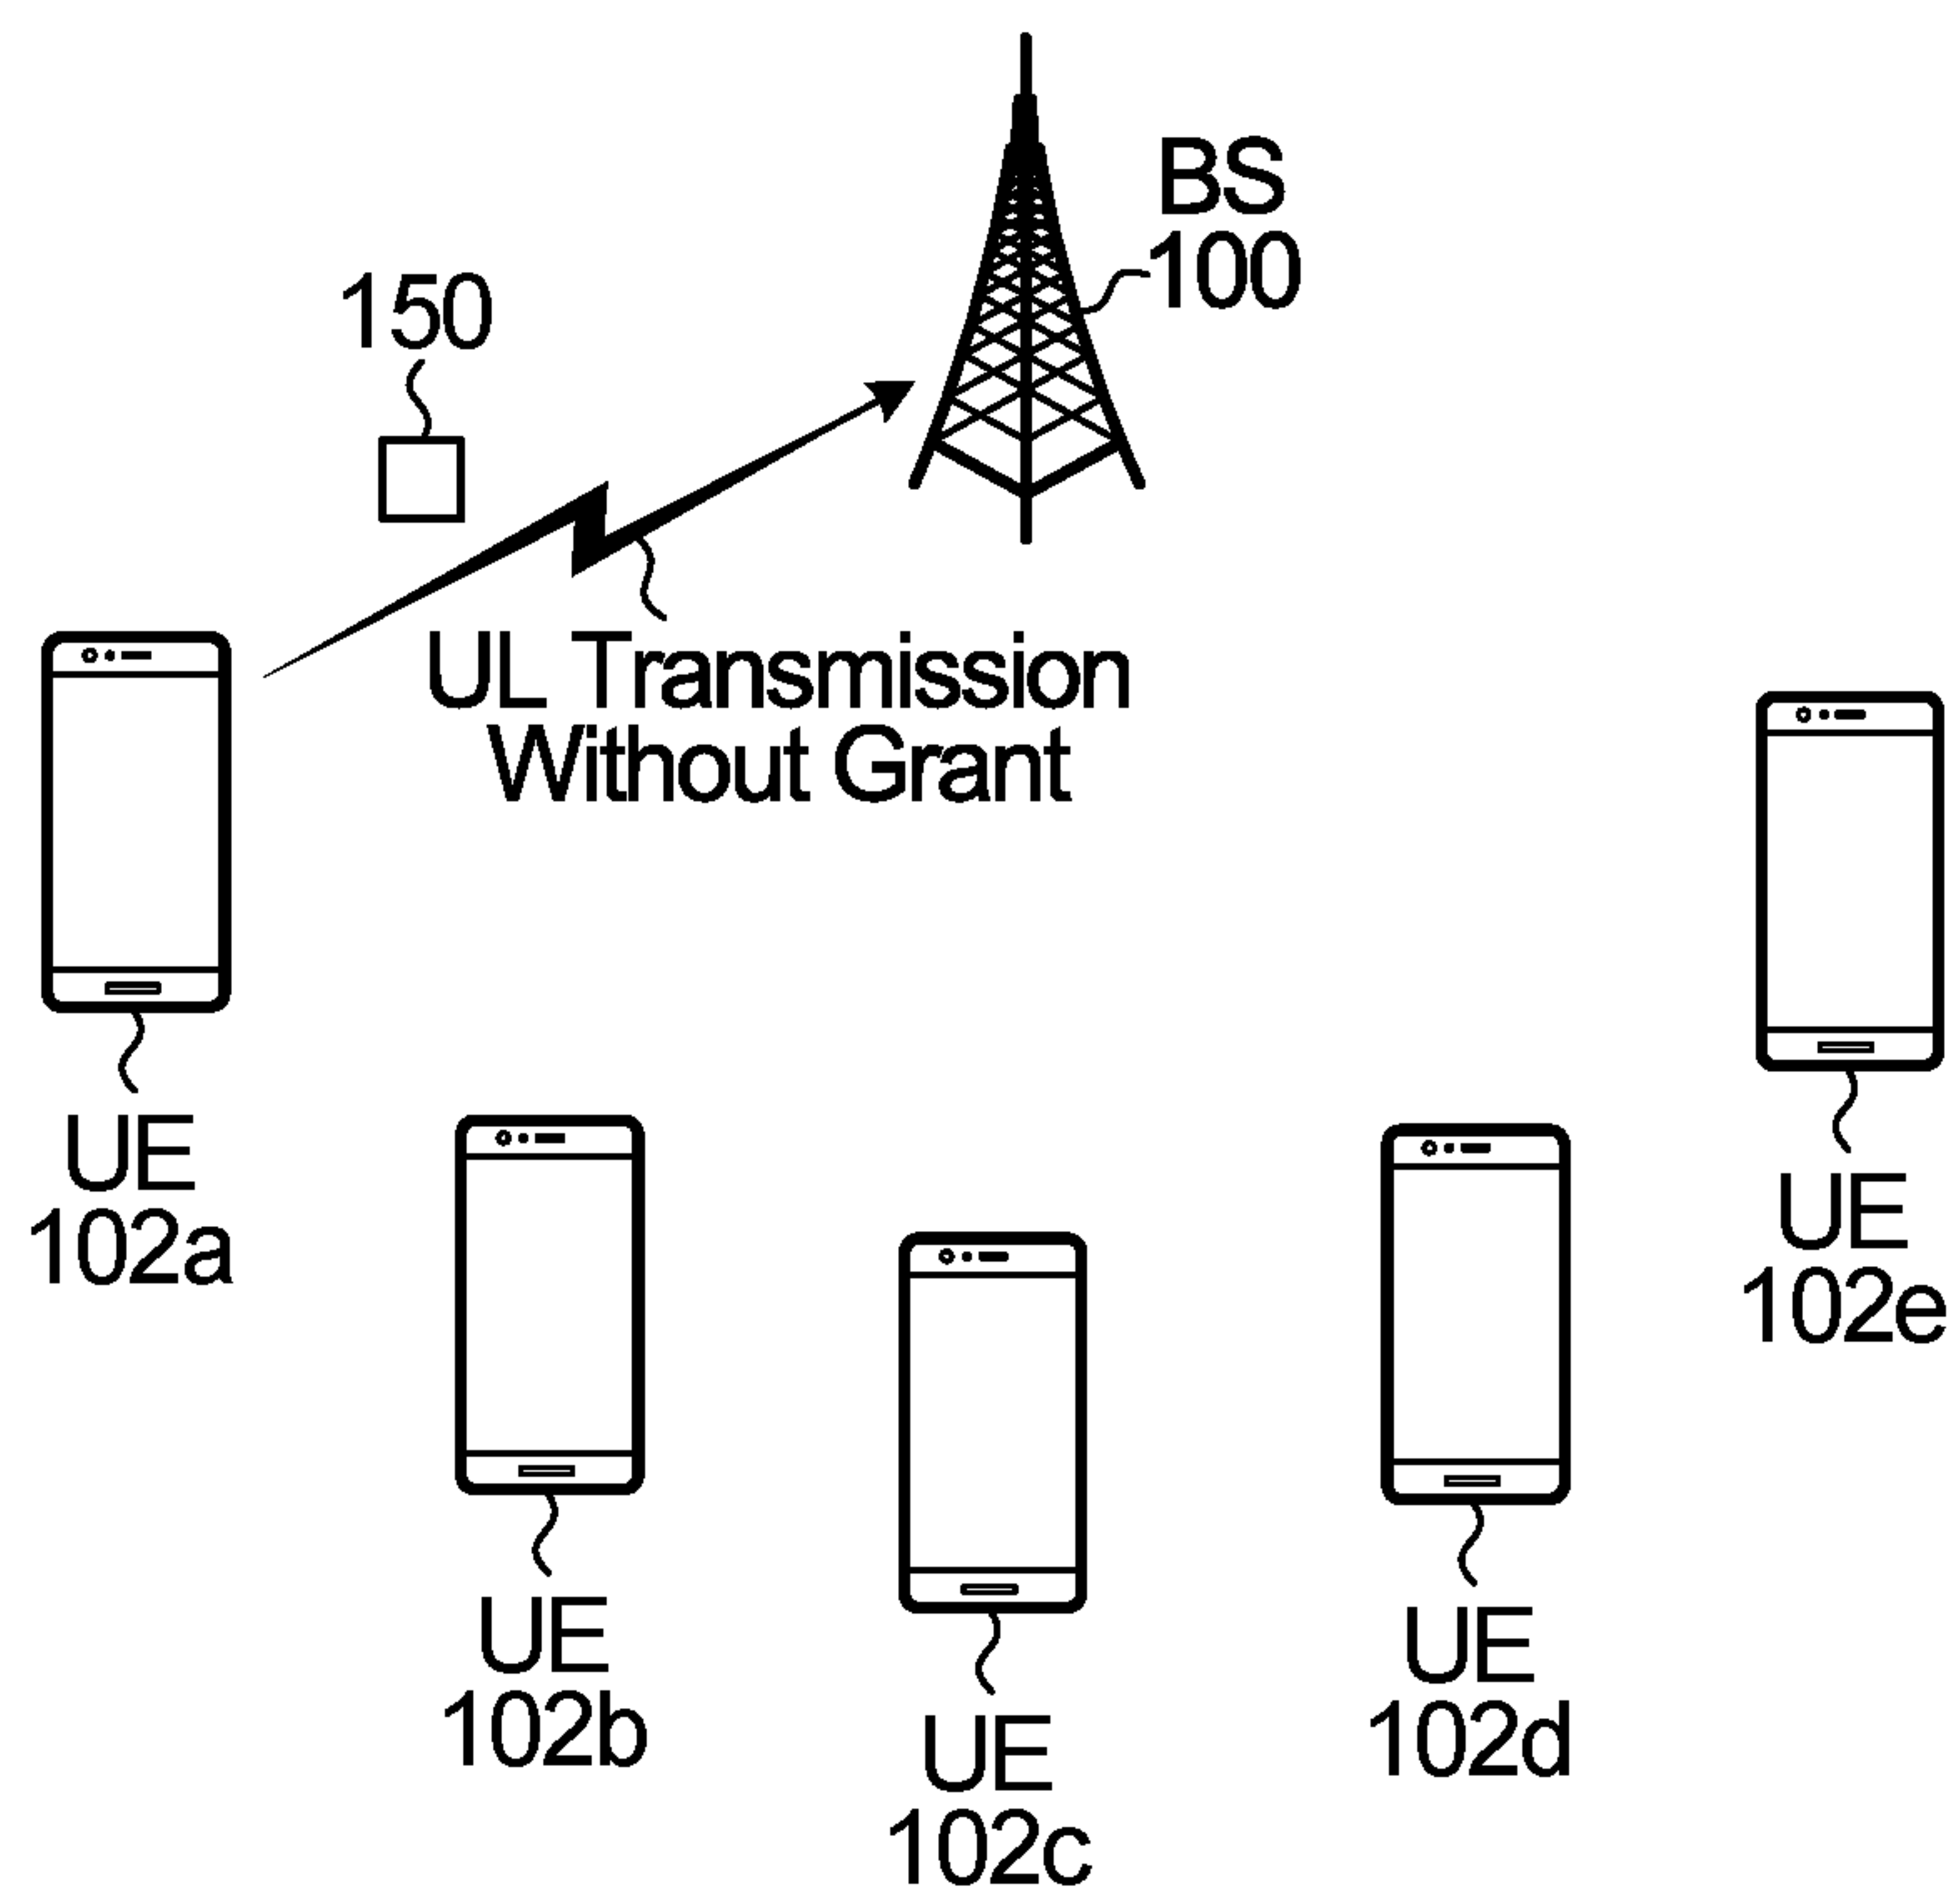 BS
100
150
UL Transmission
Without Grant
UE
102a
UE
102b
UE
102c
UE
102d
UE
102e